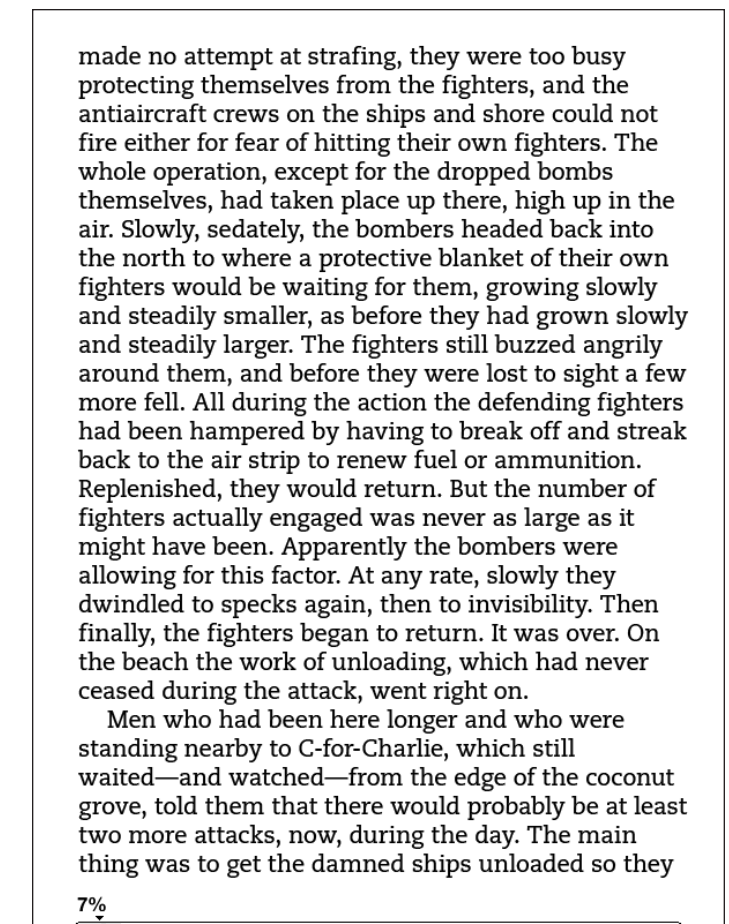 made no attempt at strafing, they were too busy
protecting themselves from the fighters, and the
antiaircraft crews on the ships and shore could not
fire either for fear of hitting their own fighters. The
whole operation, except for the dropped bombs
themselves, had taken place up there, high up in the
air. Slowly, sedately, the bombers headed back into
the north to where a protective blanket of their own
fighters would be waiting for them, growing slowly
and steadily smaller, as before they had grown slowly
and steadily larger. The fighters still buzzed angrily
around them, and before they were lost to sight a few
more fell. All during the action the defending fighters
had been hampered by having to break off and streak
back to the air strip to renew fuel or ammunition.
Replenished, they would return. But the number of
fighters actually engaged was never as large as it
might have been. Apparently the bombers were
allowing for this factor. At any rate, slowly they
dwindled to specks again, then to invisibility. Then
finally, the fighters began to return. It was over. On
the beach the work of unloading, which had never
ceased during the attack, went right on.
Men who had been here longer and who were
standing nearby to C-for-Charlie, which still
waited—and watched—from the edge of the coconut
grove, told them that there would probably be at least
two more attacks, now, during the day. The main
thing was to get the damned ships unloaded so they
7%